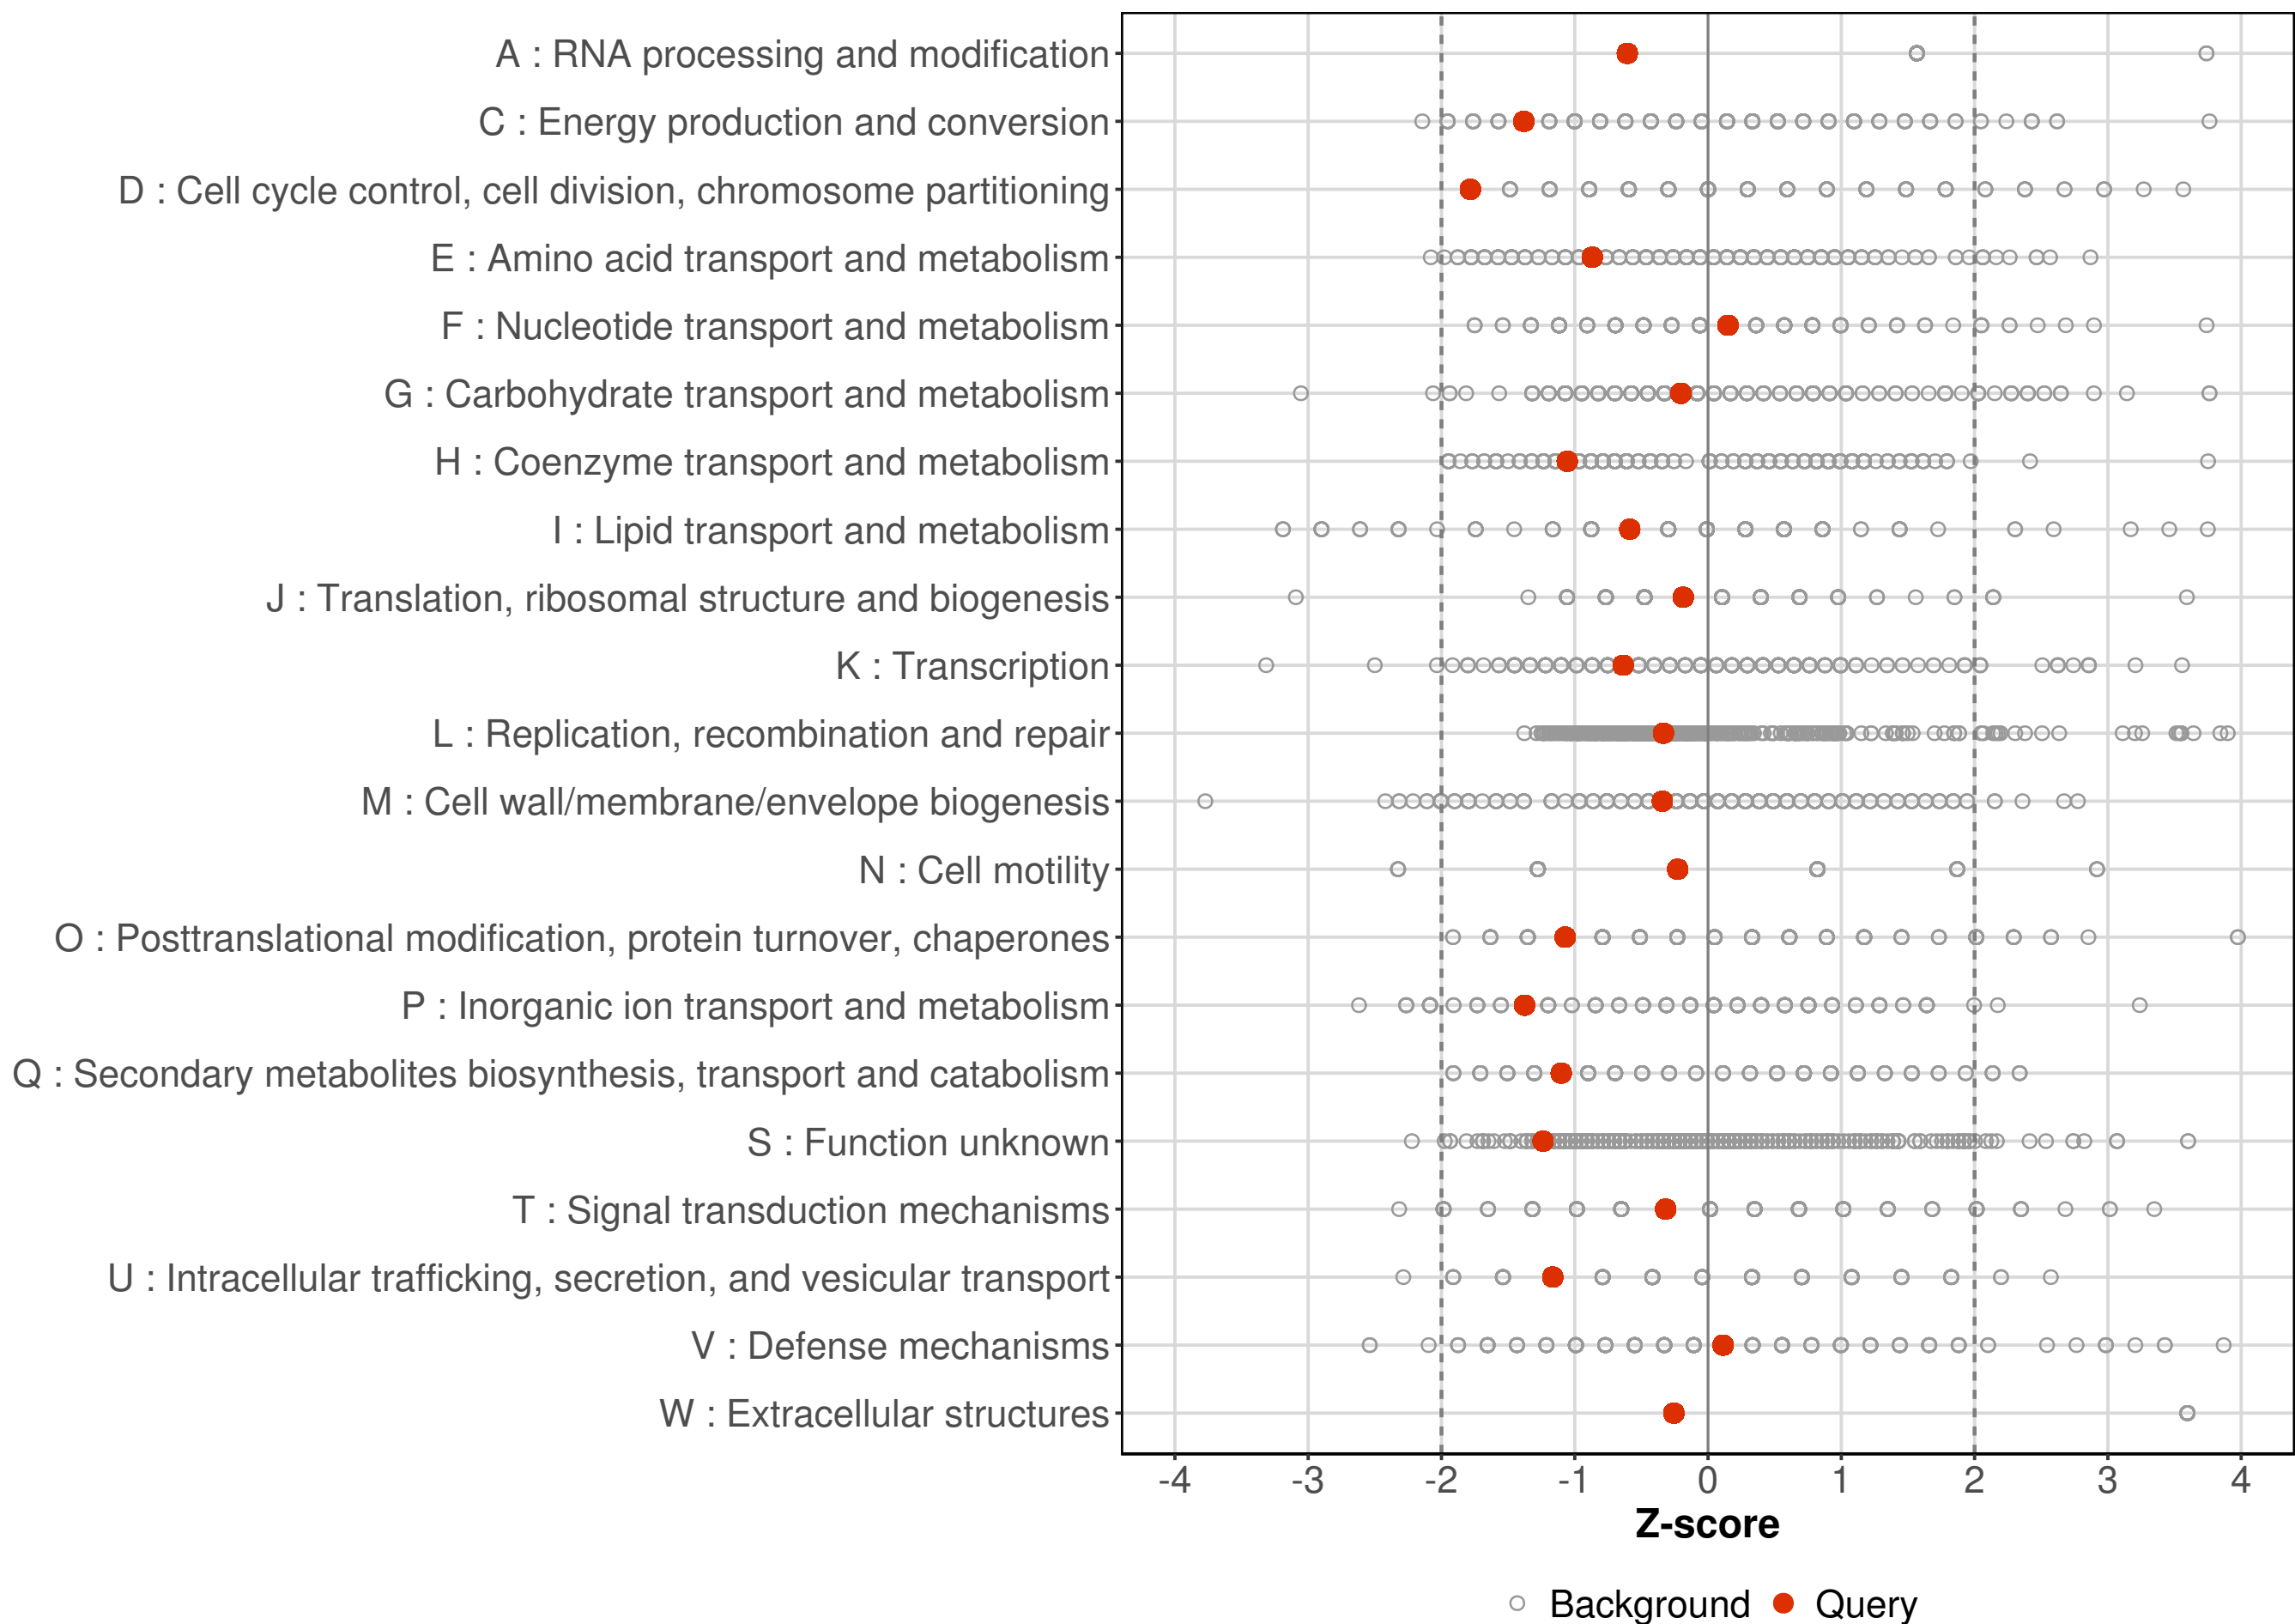 A : RNA processing and modification
C : Energy production and conversion
D : Cell cycle control, cell division, chromosome partitioning
E : Amino acid transport and metabolism
F : Nucleotide transport and metabolism
G : Carbohydrate transport and metabolism
H : Coenzyme transport and metabolism
I : Lipid transport and metabolism
J : Translation, ribosomal structure and biogenesis
K : Transcription
L : Replication, recombination and repair
M : Cell wall/membrane/envelope biogenesis
N : Cell motility
O : Posttranslational modification, protein turnover, chaperones
P : Inorganic ion transport and metabolism
Q : Secondary metabolites biosynthesis, transport and catabolism
S : Function unknown
T : Signal transduction mechanisms
U : Intracellular trafficking, secretion, and vesicular transport
V : Defense mechanisms
W : Extracellular structures
-4 -3 -2 -1 0 1 2 3 4
Z-score
Background Query